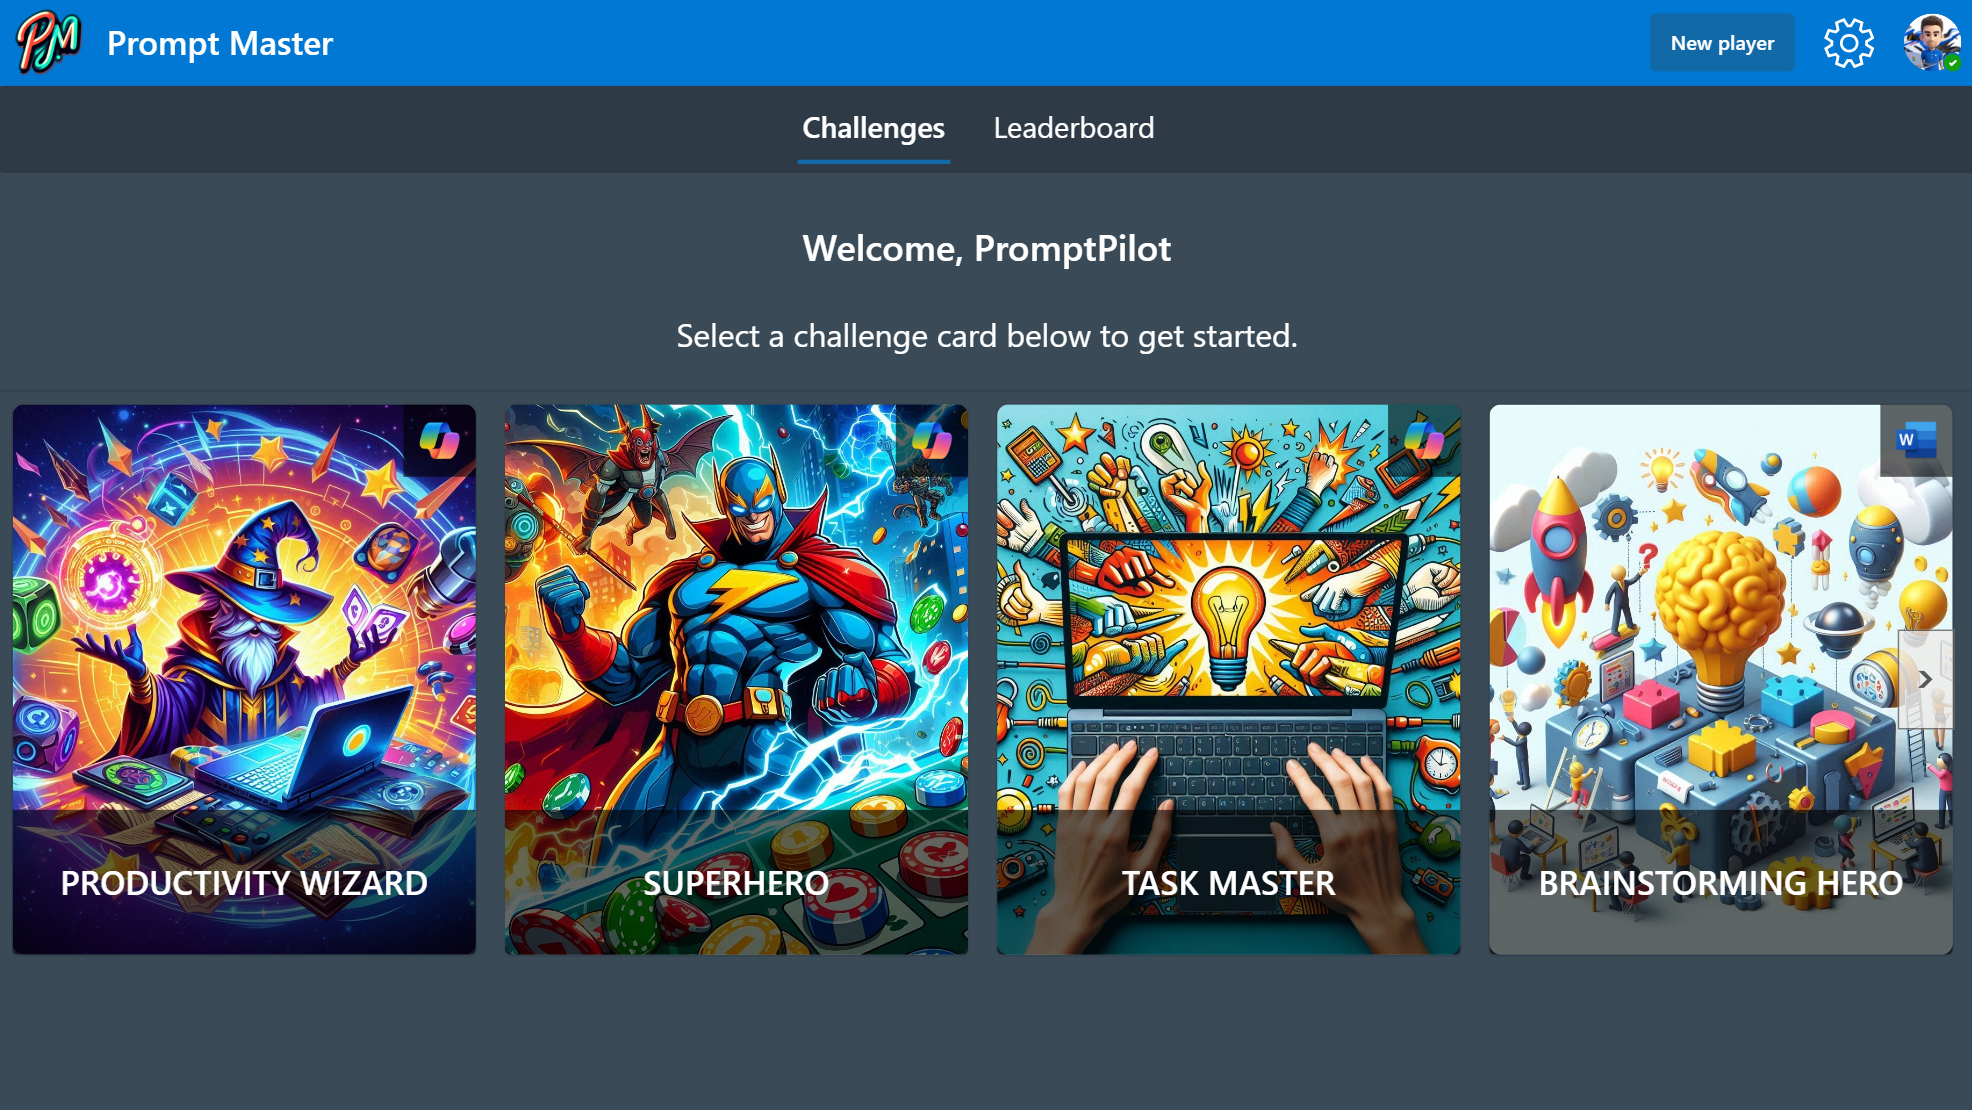 PM
Prompt Master
New player
Challenges
Leaderboard
Welcome, PromptPilot
Select a challenge card below to get started.
W
PRODUCTIVITY WIZARD
SUPERHERO
TASK MASTER
BRAINSTORMING HERO